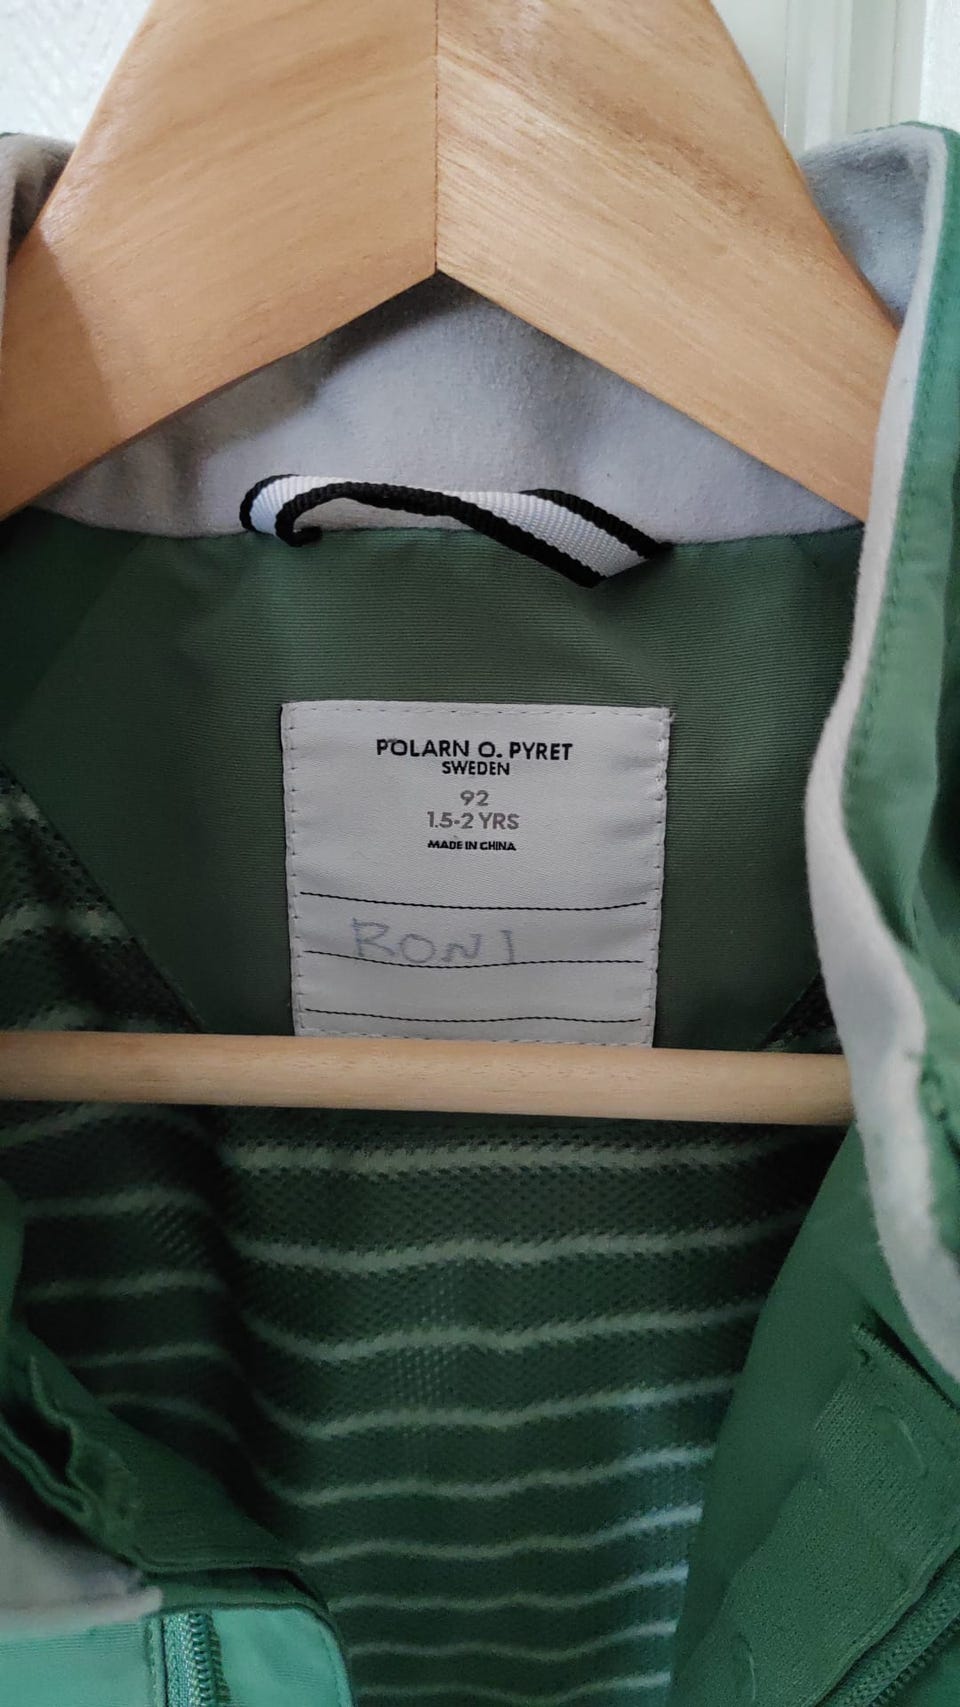 POLARN O. PYRET
SWEDEN
92
1.5-2 YRS
MADE IN CHINA
RONI